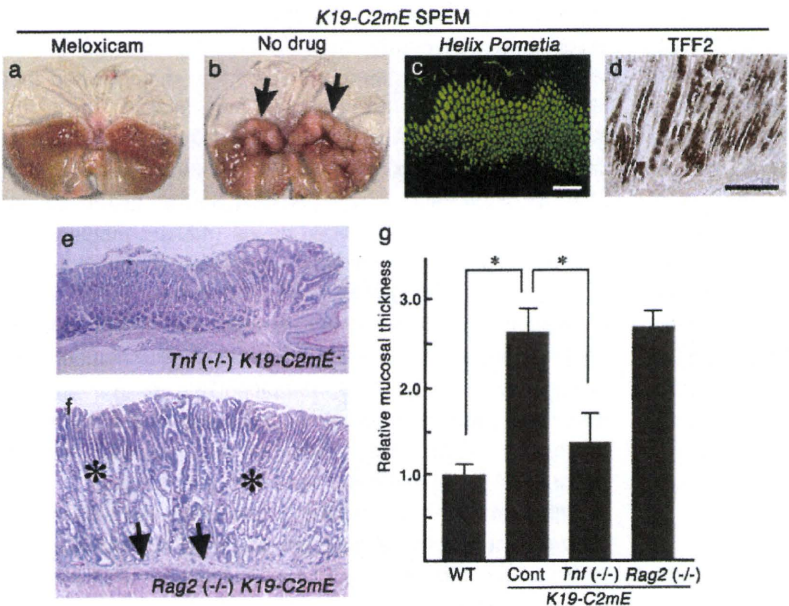 K19-C2mE SPEM
Meloxicam
No drug
Helix Pometia
TFF2
a
b
c
d
e
Tnf (-/-) K19-C2mE
f
*
*
Rag2 (-/-) K19-C2mE
g
Relative mucosal thickness
3.0
2.0
1.0
*
*
WT
Cont
Tnf (-/-)
Rag2 (-/-)
K19-C2mE